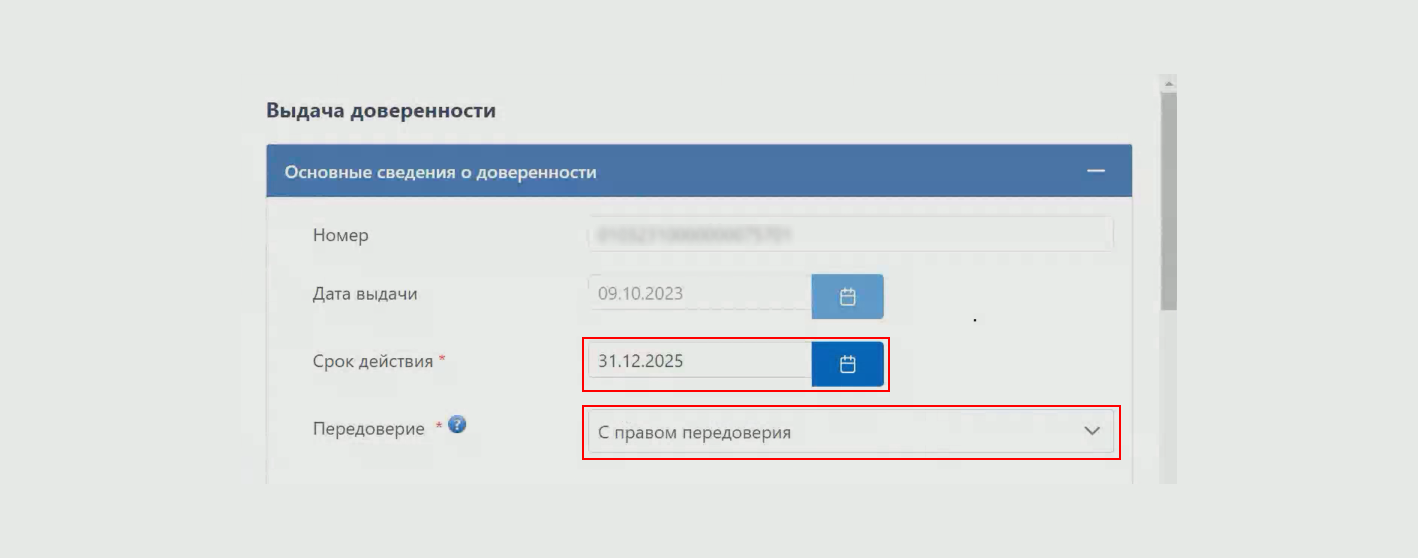 Выдача доверенности
Основные сведения о доверенности
Номер
Дата выдачи 09.10.2023
Срок действия * 31.12.2025
Передоверие * ? С правом передоверия